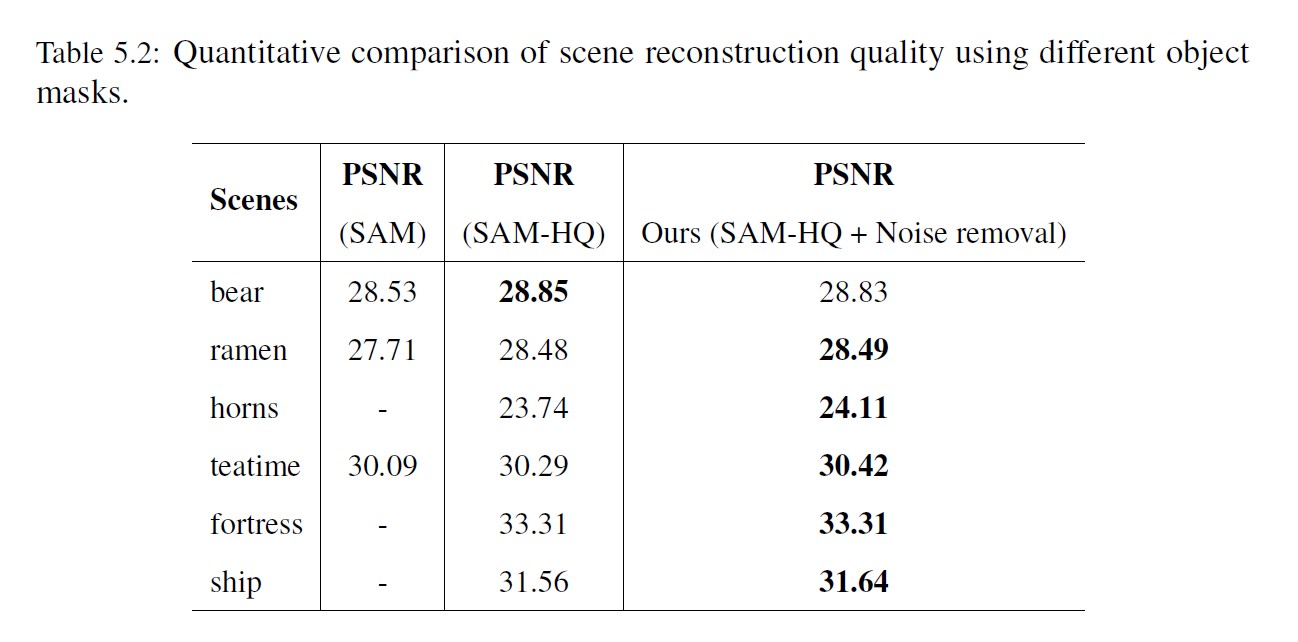 Table 5.2: Quantitative comparison of scene reconstruction quality using different object
masks.
Scenes PSNR PSNR PSNR
(SAM) (SAM-HQ) Ours (SAM-HQ + Noise removal)
bear 28.53 28.85 28.83
ramen 27.71 28.48 28.49
horns - 23.74 24.11
teatime 30.09 30.29 30.42
fortress - 33.31 33.31
ship - 31.56 31.64